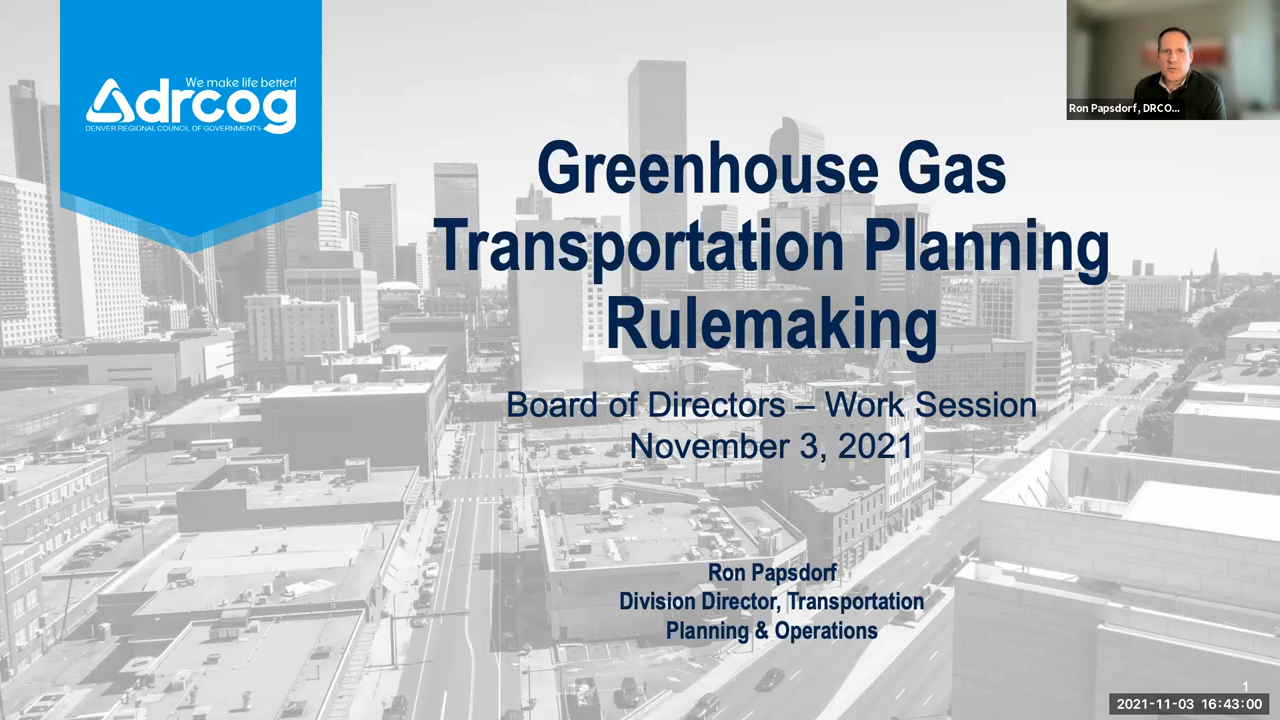 We make life better!
drcog
DENVER REGIONAL COUNCIL OF GOVERNMENTS
Ron Papsdorf, DRCO...
Greenhouse Gas
Transportation Planning
Rulemaking
Board of Directors – Work Session
November 3, 2021
Ron Papsdorf
Division Director, Transportation
Planning & Operations
1
2021-11-03 16:43:00